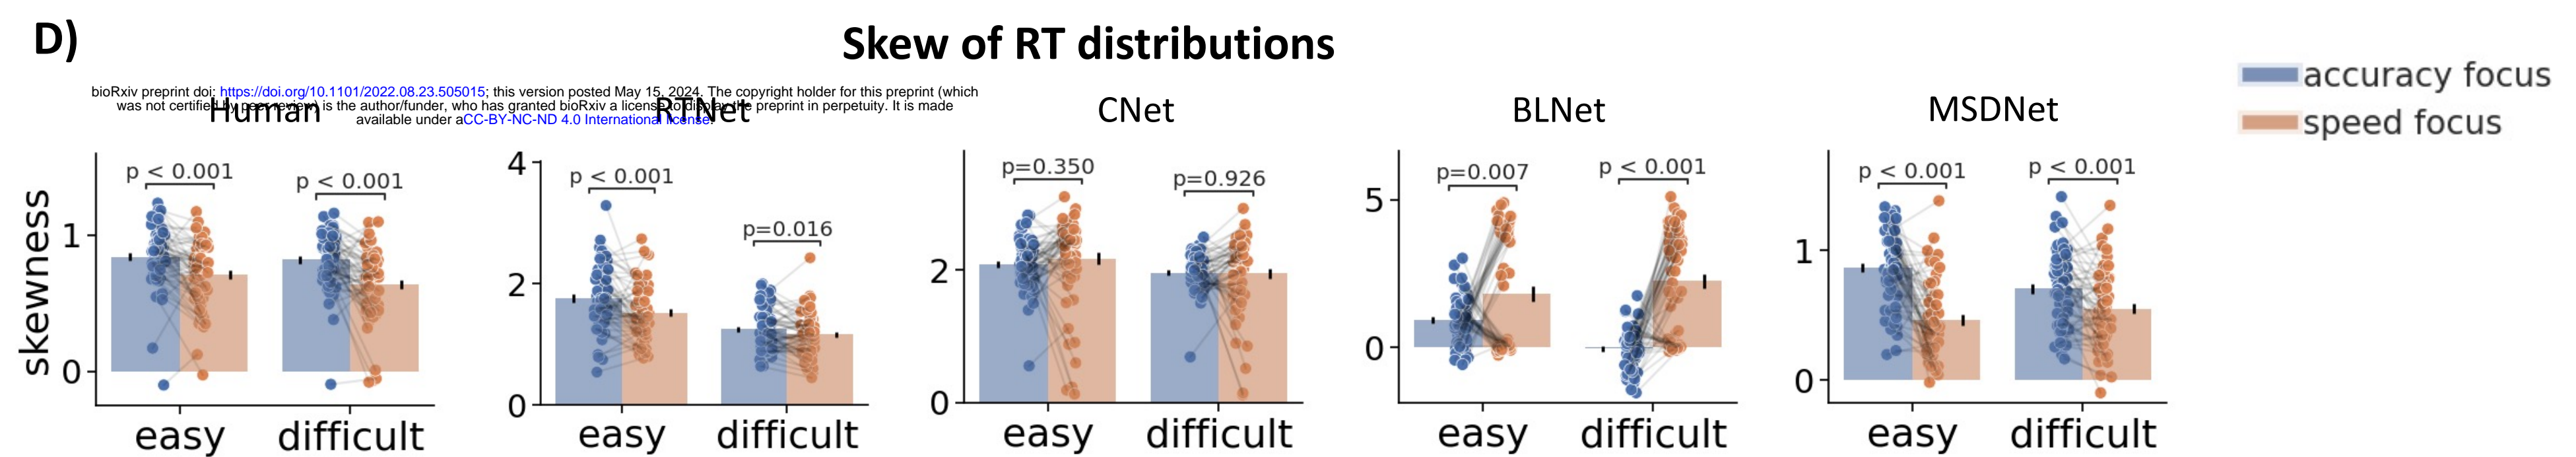 D)
Skew of RT distributions
accuracy focus
speed focus
bioRxiv preprint doi: https://doi.org/10.1101/2022.08.23.505015; this version posted May 15, 2024. The copyright holder for this preprint (which
was not certified by peer review) is the author/funder, who has granted bioRxiv a license to display the preprint in perpetuity. It is made
available under aCC-BY-NC-ND 4.0 International license.
Human
RTNet
CNet
BLNet
MSDNet
skewness
1
0
p < 0.001
p < 0.001
easy
difficult
4
2
0
p < 0.001
p=0.016
easy
difficult
2
0
p=0.350
p=0.926
easy
difficult
5
0
p=0.007
p < 0.001
easy
difficult
1
0
p < 0.001
p < 0.001
easy
difficult